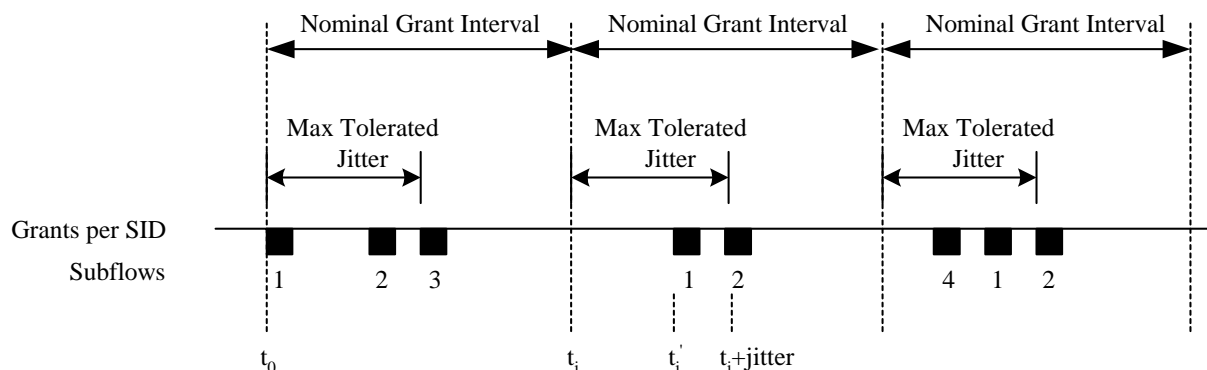 Nominal Grant Interval
Nominal Grant Interval
Nominal Grant Interval
Max Tolerated
Jitter
Max Tolerated
Jitter
Max Tolerated
Jitter
Grants per SID
Subflows
1 2 3 1 2 4 1 2
t₀ tᵢ tᵢ' tᵢ+jitter